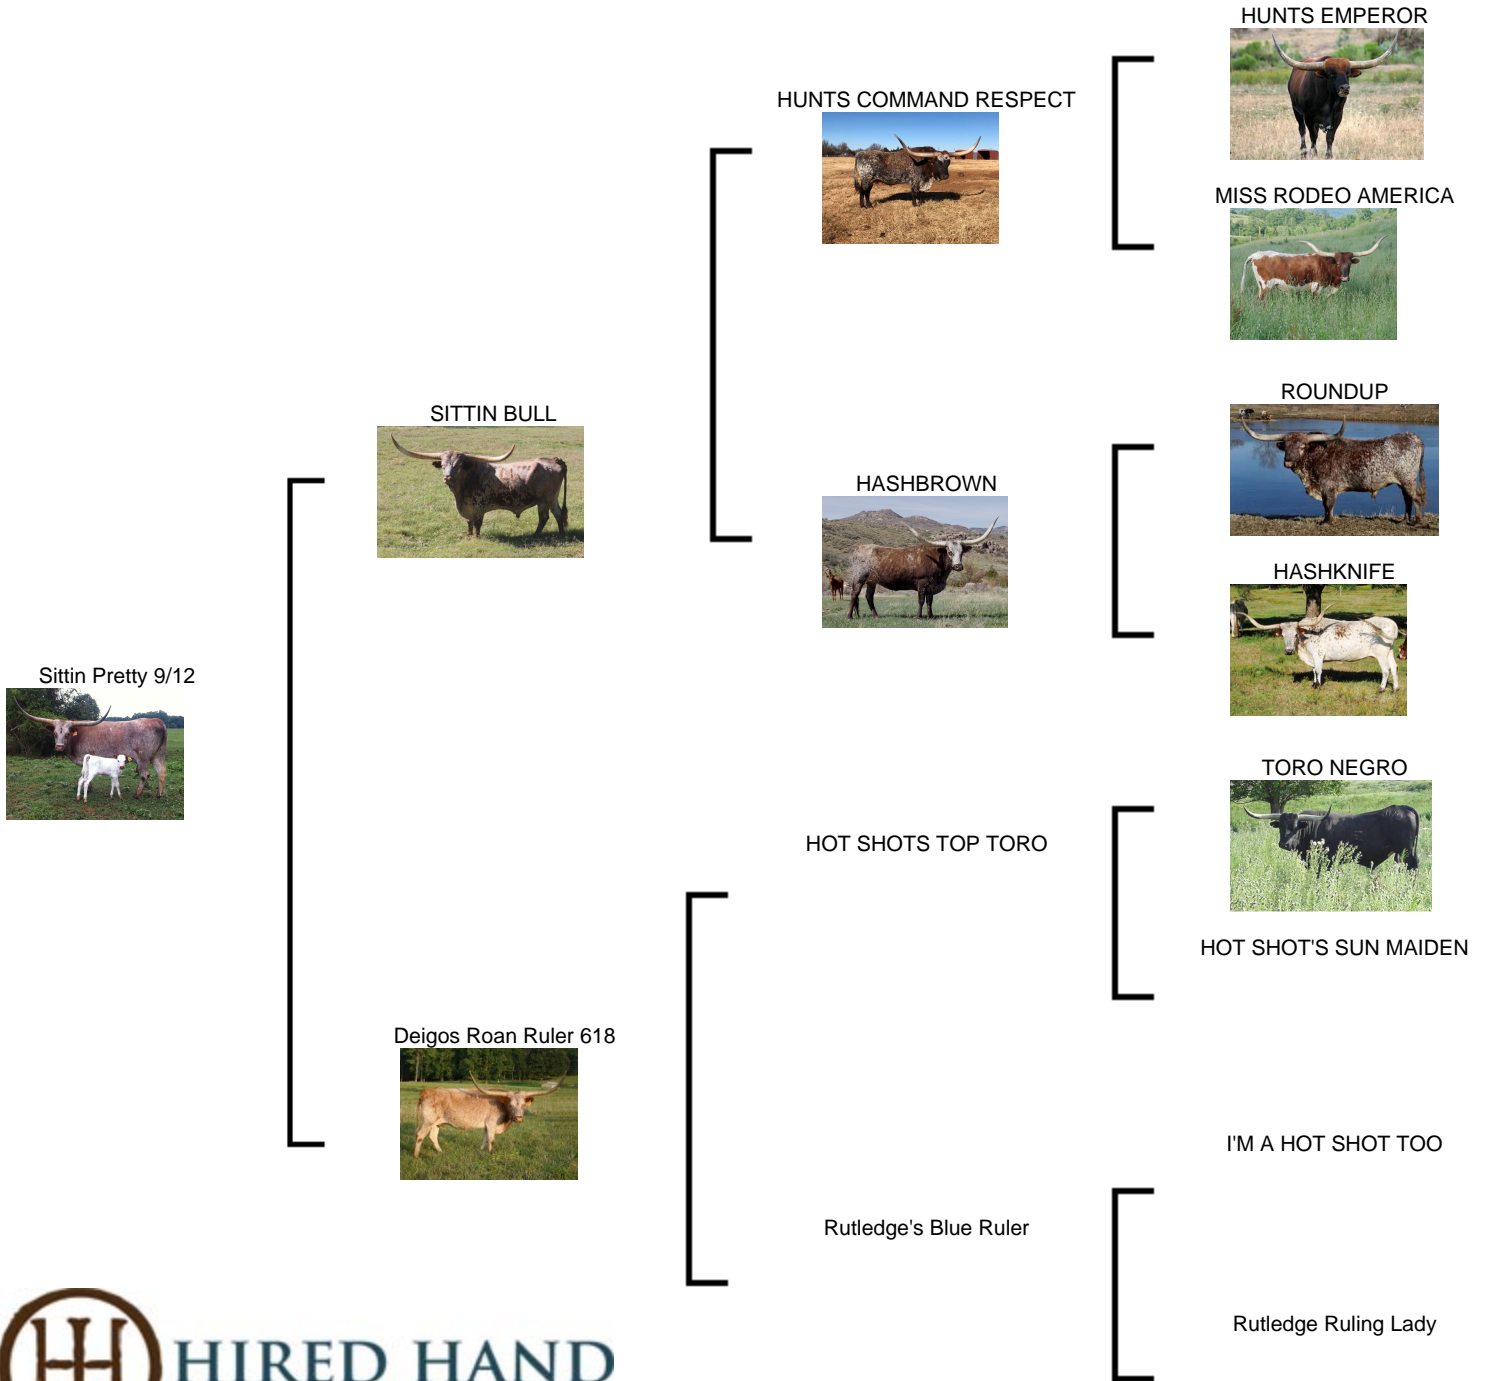 HUNTS EMPEROR
HUNTS COMMAND RESPECT
MISS RODEO AMERICA
SITTIN BULL
ROUNDUP
HASHBROWN
HASHKNIFE
Sittin Pretty 9/12
TORO NEGRO
HOT SHOTS TOP TORO
HOT SHOT'S SUN MAIDEN
Deigos Roan Ruler 618
I'M A HOT SHOT TOO
Rutledge's Blue Ruler
Rutledge Ruling Lady
HIRED HAND